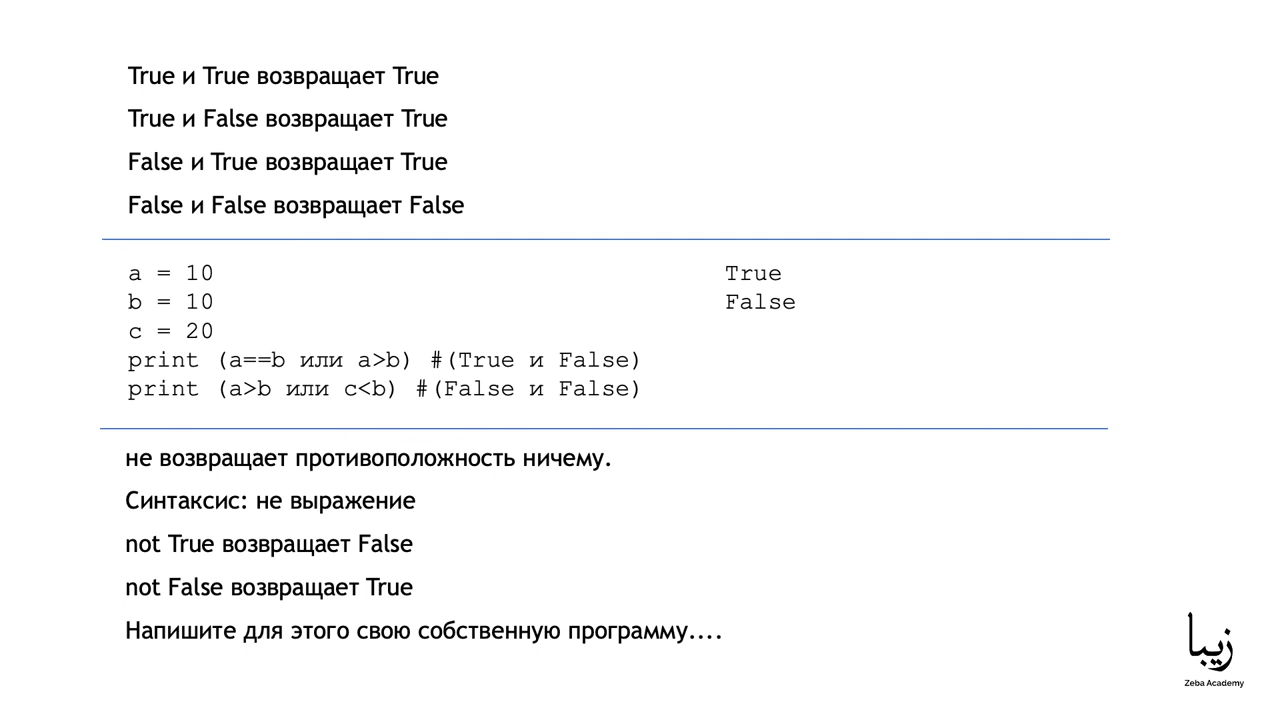 True и True возвращает True
True и False возвращает True
False и True возвращает True
False и False возвращает False
a = 10
b = 10
c = 20
print (a==b или a>b) #(True и False)
print (a>b или c<b) #(False и False)
True
False
не возвращает противоположность ничему.
Синтаксис: не выражение
not True возвращает False
not False возвращает True
Напишите для этого свою собственную программу....
زيبا
Zeba Academy